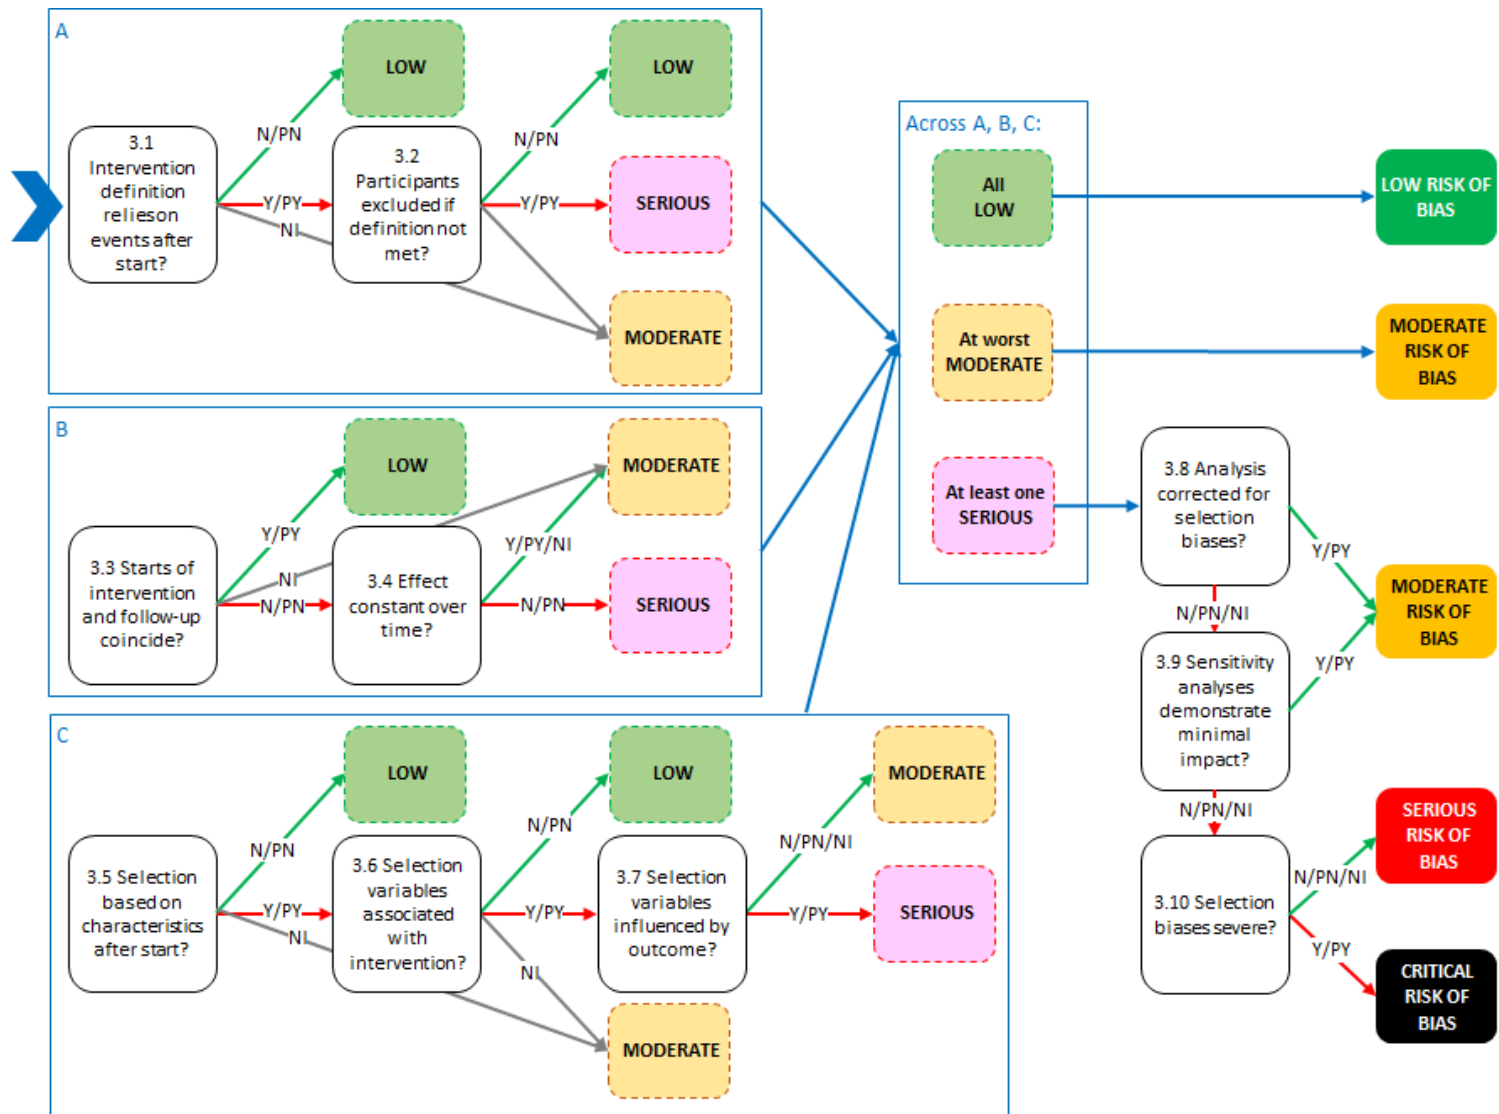 A
LOW
LOW
N/PN
N/PN
3.1
Intervention
definition
relieson
events after
start?
Y/PY
NI
3.2
Participants
excluded if
definition not
met?
Y/PY
SERIOUS
MODERATE
B
LOW
MODERATE
Y/PY
Y/PY/NI
NI
3.3 Starts of
intervention
and follow-up
coincide?
N/PN
3.4 Effect
constant over
time?
N/PN
SERIOUS
C
LOW
LOW
MODERATE
N/PN
N/PN
N/PN/NI
3.5 Selection
based on
characteristics
after start?
Y/PY
NI
3.6 Selection
variables
associated
with
intervention?
Y/PY
NI
3.7 Selection
variables
influenced by
outcome?
Y/PY
SERIOUS
MODERATE
Across A, B, C:
All
LOW
LOW RISK OF
BIAS
At worst
MODERATE
MODERATE
RISK OF
BIAS
At least one
SERIOUS
3.8 Analysis
corrected for
selection
biases?
Y/PY
N/PN/NI
MODERATE
RISK OF
BIAS
3.9 Sensitivity
analyses
demonstrate
minimal
impact?
Y/PY
N/PN/NI
3.10 Selection
biases severe?
N/PN/NI
SERIOUS
RISK OF
BIAS
Y/PY
CRITICAL
RISK OF
BIAS